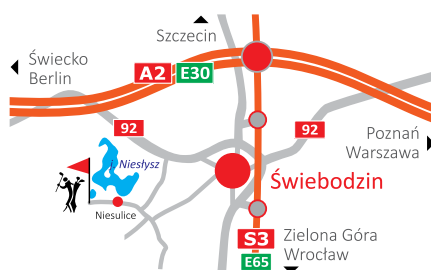 Szczecin
Świecko
Berlin
A2 E30
92
92
Poznań
Warszawa
j. Niesłysz
Świebodzin
Niesulice
S3
E65
Zielona Góra
Wrocław